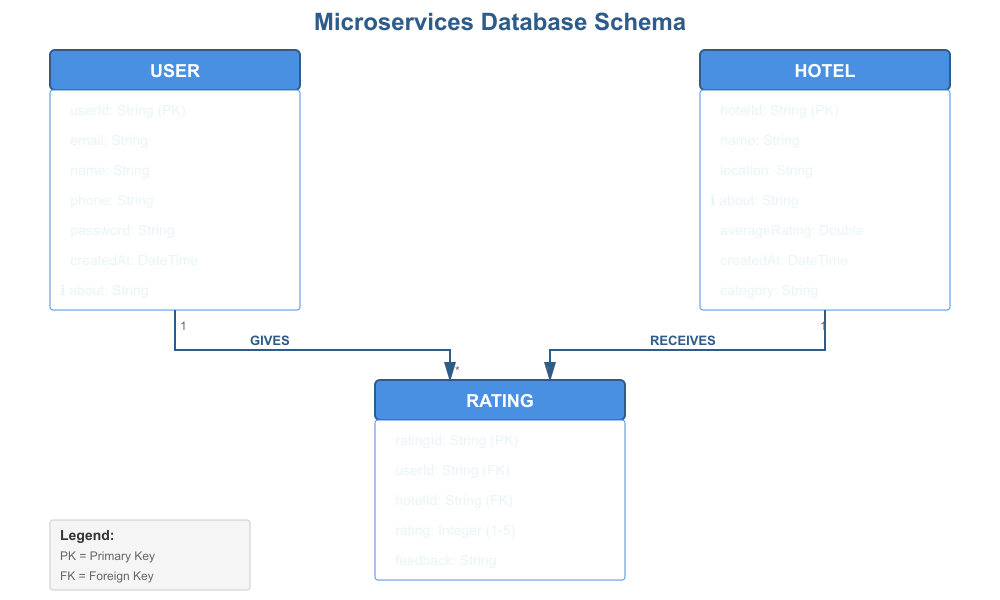 Microservices Database Schema
USER
userId: String (PK)
email: String
name: String
phone: String
password: String
createdAt: DateTime
ℹ about: String
HOTEL
hotelId: String (PK)
name: String
location: String
ℹ about: String
averageRating: Double
createdAt: DateTime
category: String
1
GIVES
*
1
RECEIVES
RATING
ratingId: String (PK)
userId: String (FK)
hotelId: String (FK)
rating: Integer (1-5)
feedback: String
Legend:
PK = Primary Key
FK = Foreign Key